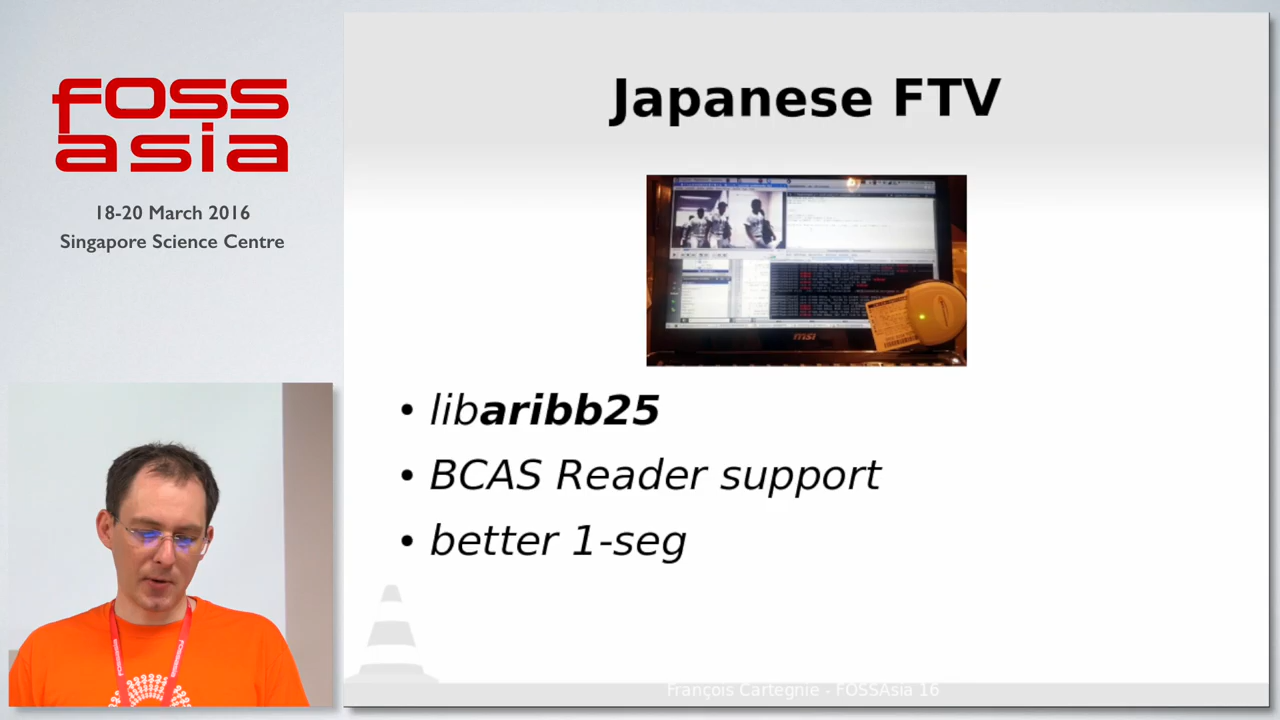 foss
asia
18-20 March 2016
Singapore Science Centre
Japanese FTV
msi
• libaribb25
• BCAS Reader support
• better 1-seg
François Cartegnie - FOSSAsia 16